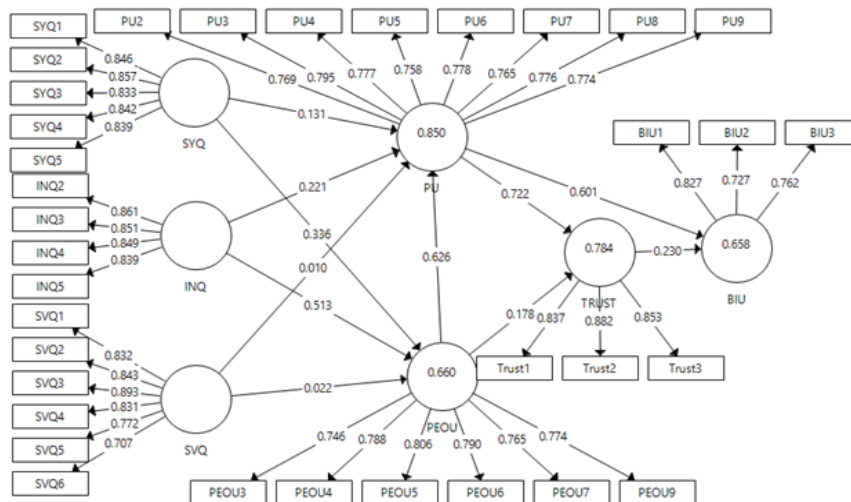 SYQ1
PU2
PU3
PU4
PU5
PU6
PU7
PU8
PU9
SYQ2
SYQ3
SYQ4
SYQ5
0.846
0.857
0.833
0.842
0.839
SYQ
0.769
0.795
0.777
0.758
0.778
0.765
0.776
0.774
0.131
0.850
PU
BIU1
BIU2
BIU3
0.827
0.727
0.762
INQ2
INQ3
INQ4
INQ5
0.861
0.851
0.849
0.839
INQ
0.221
0.336
0.010
0.513
0.626
0.722
0.601
0.784
TRUST
0.230
0.658
BIU
0.178
0.837
0.882
0.853
Trust1
Trust2
Trust3
SVQ1
SVQ2
SVQ3
SVQ4
SVQ5
SVQ6
0.832
0.843
0.893
0.831
0.772
0.707
SVQ
0.022
0.660
PEOU
0.746
0.788
0.806
0.790
0.765
0.774
PEOU3
PEOU4
PEOU5
PEOU6
PEOU7
PEOU9